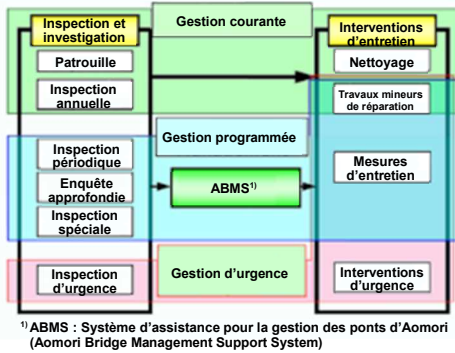 Inspection et
investigation
Gestion courante
Interventions
d'entretien
Patrouille
Nettoyage
Inspection
annuelle
Travaux mineurs
de réparation
Gestion programmée
Inspection
périodique
Mesures
d'entretien
Enquête
approfondie
ABMS¹⁾
Inspection
spéciale
Inspection
d'urgence
Gestion d'urgence
Interventions
d'urgence
¹⁾ ABMS : Système d'assistance pour la gestion des ponts d'Aomori
(Aomori Bridge Management Support System)